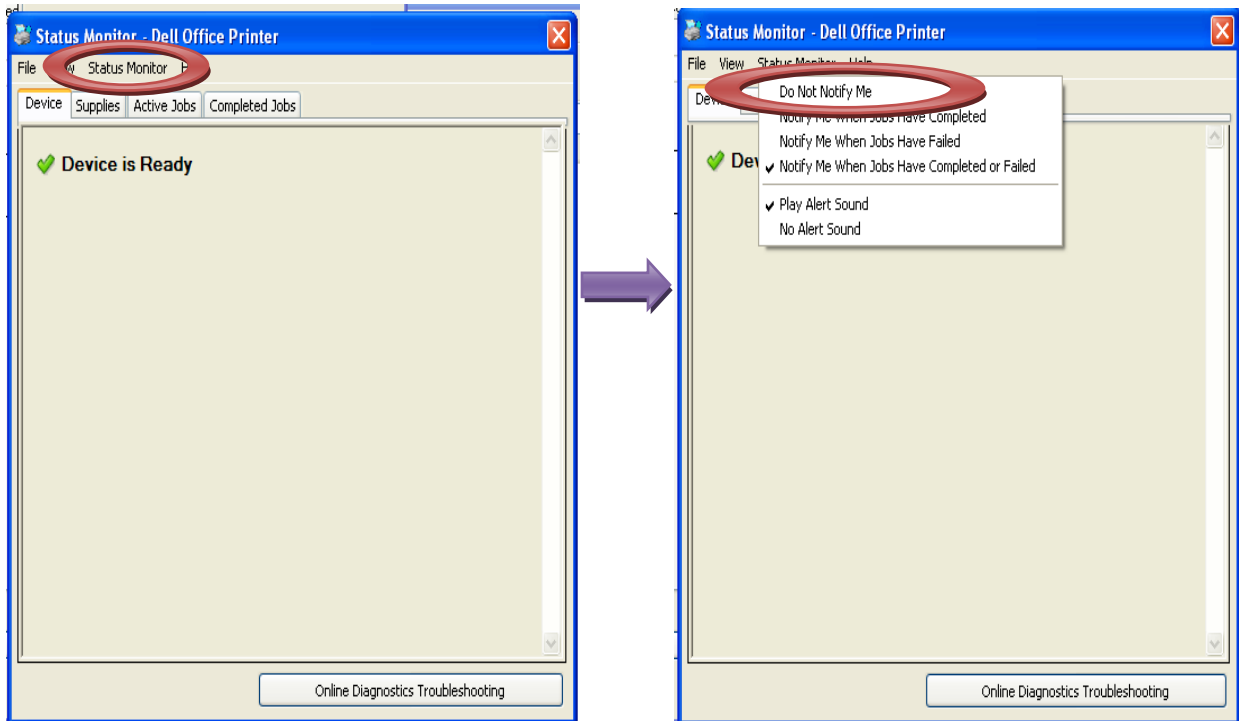 ed
Status Monitor - Dell Office Printer
File Status Monitor
Device Supplies Active Jobs Completed Jobs
Device is Ready
Online Diagnostics Troubleshooting
Status Monitor - Dell Office Printer
File View Status Monitor Help
Do Not Notify Me
Notify Me When Jobs Have Completed
Notify Me When Jobs Have Failed
Notify Me When Jobs Have Completed or Failed
Play Alert Sound
No Alert Sound
Online Diagnostics Troubleshooting